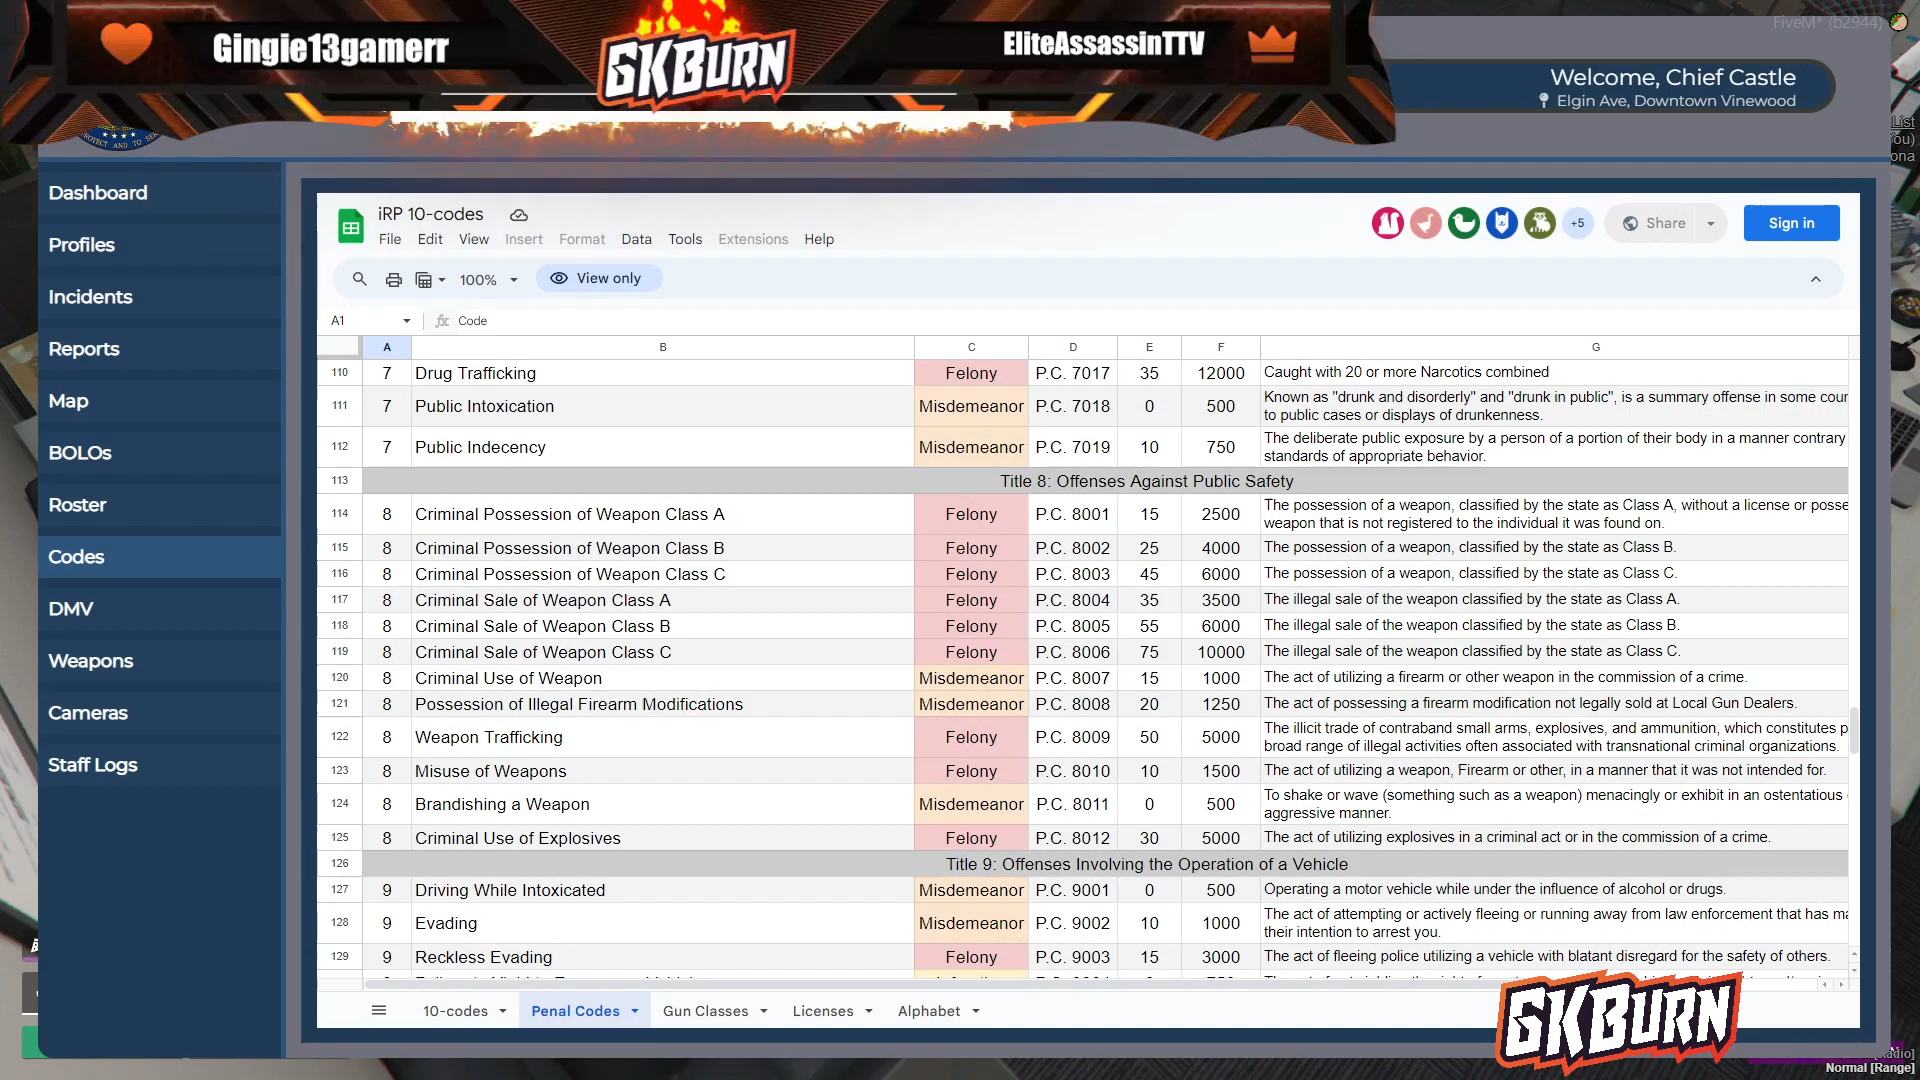 Gingie13gamerr
GKBURN
EliteAssassinTTV
FiveM* (b2944)
Welcome, Chief Castle
Elgin Ave, Downtown Vinewood
List
ROTECT AND TO SER
Dashboard
Profiles
Incidents
Reports
Map
BOLOs
Roster
Codes
DMV
Weapons
Cameras
Staff Logs
iRP 10-codes
File Edit View Insert Format Data Tools Extensions Help
+5 Share Sign in
100% View only
A1 fx Code
A B C D E F G
110 7 Drug Trafficking Felony P.C. 7017 35 12000 Caught with 20 or more Narcotics combined
111 7 Public Intoxication Misdemeanor P.C. 7018 0 500 Known as "drunk and disorderly" and "drunk in public", is a summary offense in some cour
to public cases or displays of drunkenness.
112 7 Public Indecency Misdemeanor P.C. 7019 10 750 The deliberate public exposure by a person of a portion of their body in a manner contrary
standards of appropriate behavior.
113 Title 8: Offenses Against Public Safety
114 8 Criminal Possession of Weapon Class A Felony P.C. 8001 15 2500 The possession of a weapon, classified by the state as Class A, without a license or posse
weapon that is not registered to the individual it was found on.
115 8 Criminal Possession of Weapon Class B Felony P.C. 8002 25 4000 The possession of a weapon, classified by the state as Class B.
116 8 Criminal Possession of Weapon Class C Felony P.C. 8003 45 6000 The possession of a weapon, classified by the state as Class C.
117 8 Criminal Sale of Weapon Class A Felony P.C. 8004 35 3500 The illegal sale of the weapon classified by the state as Class A.
118 8 Criminal Sale of Weapon Class B Felony P.C. 8005 55 6000 The illegal sale of the weapon classified by the state as Class B.
119 8 Criminal Sale of Weapon Class C Felony P.C. 8006 75 10000 The illegal sale of the weapon classified by the state as Class C.
120 8 Criminal Use of Weapon Misdemeanor P.C. 8007 15 1000 The act of utilizing a firearm or other weapon in the commission of a crime.
121 8 Possession of Illegal Firearm Modifications Misdemeanor P.C. 8008 20 1250 The act of possessing a firearm modification not legally sold at Local Gun Dealers.
122 8 Weapon Trafficking Felony P.C. 8009 50 5000 The illicit trade of contraband small arms, explosives, and ammunition, which constitutes p
broad range of illegal activities often associated with transnational criminal organizations.
123 8 Misuse of Weapons Felony P.C. 8010 10 1500 The act of utilizing a weapon, Firearm or other, in a manner that it was not intended for.
124 8 Brandishing a Weapon Misdemeanor P.C. 8011 0 500 To shake or wave (something such as a weapon) menacingly or exhibit in an ostentatious
aggressive manner.
125 8 Criminal Use of Explosives Felony P.C. 8012 30 5000 The act of utilizing explosives in a criminal act or in the commission of a crime.
126 Title 9: Offenses Involving the Operation of a Vehicle
127 9 Driving While Intoxicated Misdemeanor P.C. 9001 0 500 Operating a motor vehicle while under the influence of alcohol or drugs.
128 9 Evading Misdemeanor P.C. 9002 10 1000 The act of attempting or actively fleeing or running away from law enforcement that has ma
their intention to arrest you.
129 9 Reckless Evading Felony P.C. 9003 15 3000 The act of fleeing police utilizing a vehicle with blatant disregard for the safety of others.
10-codes Penal Codes Gun Classes Licenses Alphabet
GKBURN
Normal [Range]